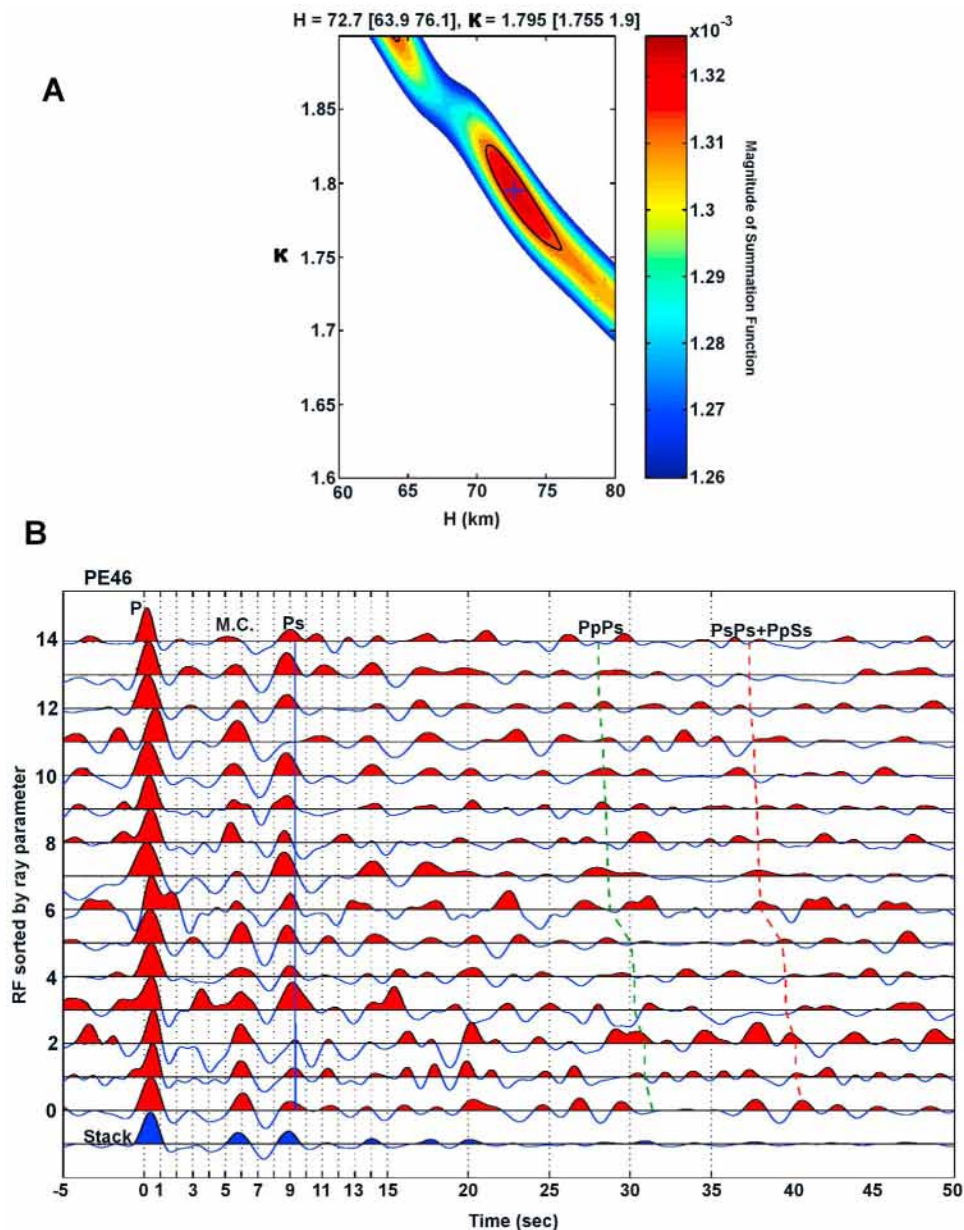 H = 72.7 [63.9 76.1], K = 1.795 [1.755 1.9]
A
x10⁻³
1.85
1.8
1.75
1.7
1.65
1.6
K
60 65 70 75 80
H (km)
1.32
1.31
1.3
1.29
1.28
1.27
1.26
Magnitude of Summation Function
B
PE46
P
M.C.
Ps
PpPs
PsPs+PpSs
14
12
10
8
6
4
2
0
Stack
RF sorted by ray parameter
-5 0 1 3 5 7 9 11 13 15 20 25 30 35 40 45 50
Time (sec)